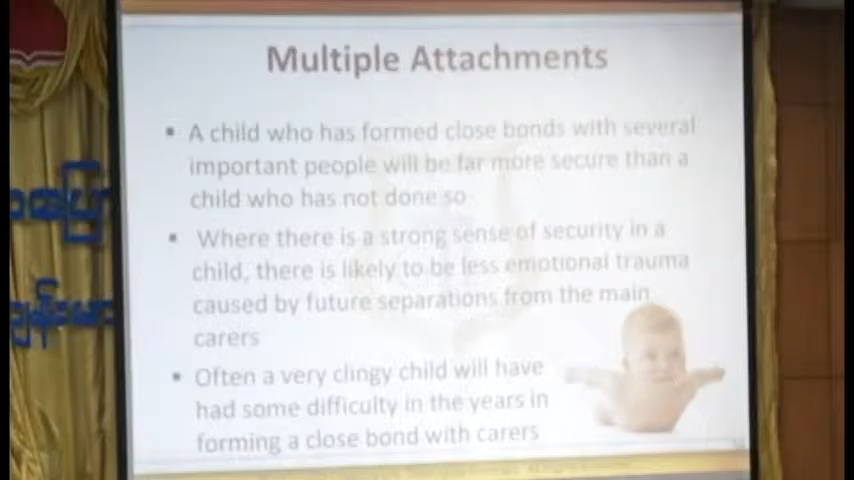 Multiple Attachments
▪ A child who has formed close bonds with several
important people will be far more secure than a
child who has not done so
▪ Where there is a strong sense of security in a
child, there is likely to be less emotional trauma
caused by future separations from the main
carers
▪ Often a very clingy child will have
had some difficulty in the years in
forming a close bond with carers